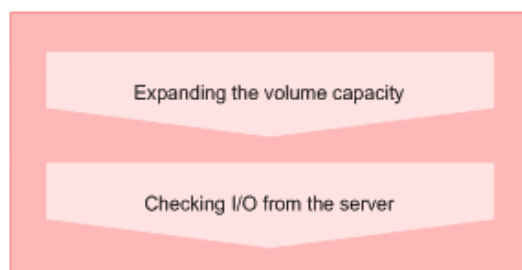 Expanding the volume capacity
Checking I/O from the server